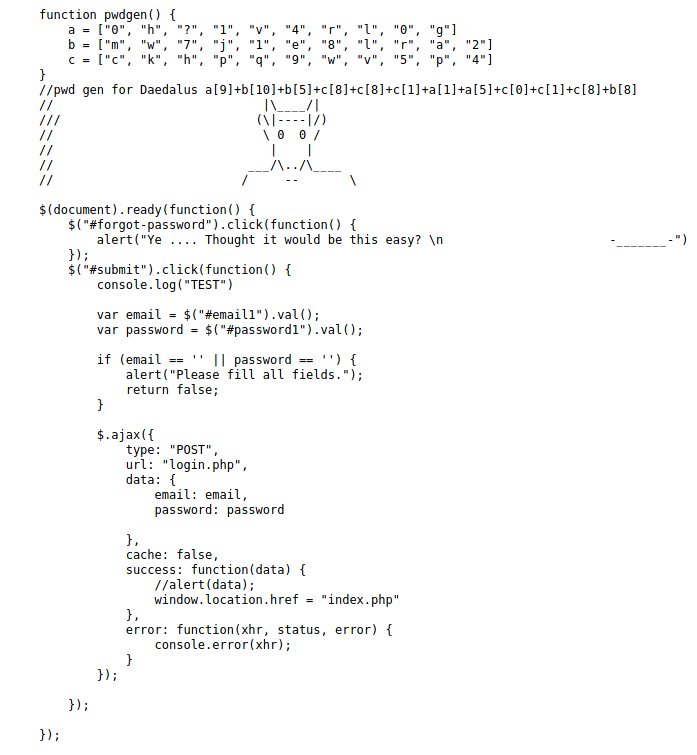 function pwdgen() {
    a = ["0", "h", "?", "1", "v", "4", "r", "l", "0", "g"]
    b = ["m", "w", "7", "j", "1", "e", "8", "l", "r", "a", "2"]
    c = ["c", "k", "h", "p", "q", "9", "w", "v", "5", "p", "4"]
}
//pwd gen for Daedalus a[9]+b[10]+b[5]+c[8]+c[8]+c[1]+a[1]+a[5]+c[0]+c[1]+c[8]+b[8]
//                             |\____/|
///                           (\|----|/)
//                             \ 0  0 /
//                              |    |
//                           ___/\../\____
//                          /     --       \

$(document).ready(function() {
    $("#forgot-password").click(function() {
        alert("Ye .... Thought it would be this easy? \n                       -_______-")
    });
    $("#submit").click(function() {
        console.log("TEST")

        var email = $("#email1").val();
        var password = $("#password1").val();

        if (email == '' || password == '') {
            alert("Please fill all fields.");
            return false;
        }

        $.ajax({
            type: "POST",
            url: "login.php",
            data: {
                email: email,
                password: password

            },
            cache: false,
            success: function(data) {
                //alert(data);
                window.location.href = "index.php"
            },
            error: function(xhr, status, error) {
                console.error(xhr);
            }
        });

    });

});